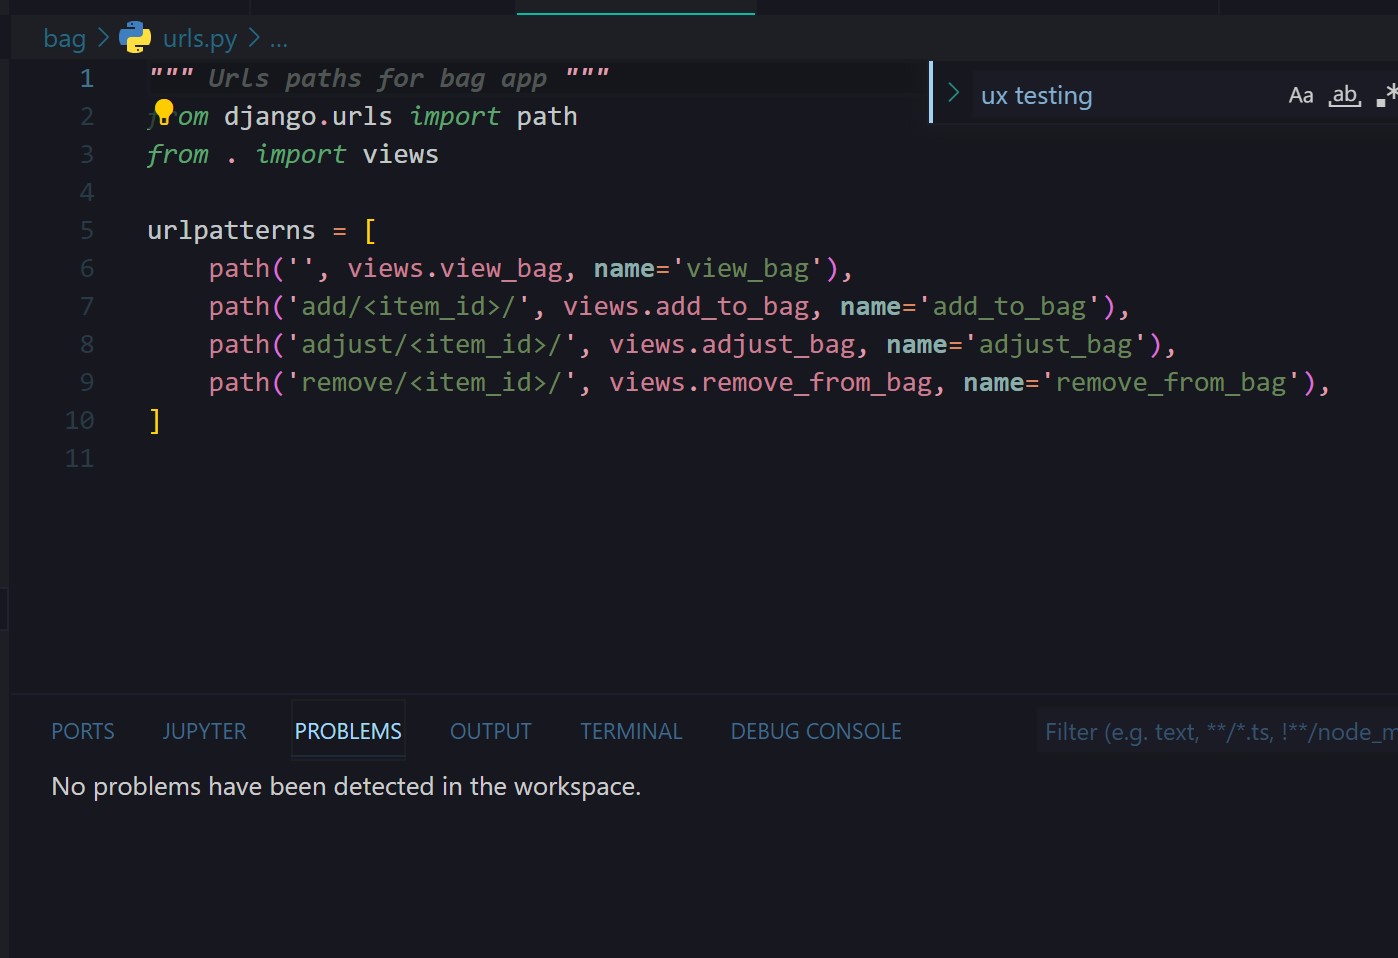 bag > urls.py > ...
1 """ Urls paths for bag app """
2 from django.urls import path
3 from . import views
4
5 urlpatterns = [
6     path('', views.view_bag, name='view_bag'),
7     path('add/<item_id>/', views.add_to_bag, name='add_to_bag'),
8     path('adjust/<item_id>/', views.adjust_bag, name='adjust_bag'),
9     path('remove/<item_id>/', views.remove_from_bag, name='remove_from_bag'),
10 ]
11
ux testing Aa ab .*
PORTS JUPYTER PROBLEMS OUTPUT TERMINAL DEBUG CONSOLE Filter (e.g. text, **/*.ts, !**/node_m
No problems have been detected in the workspace.